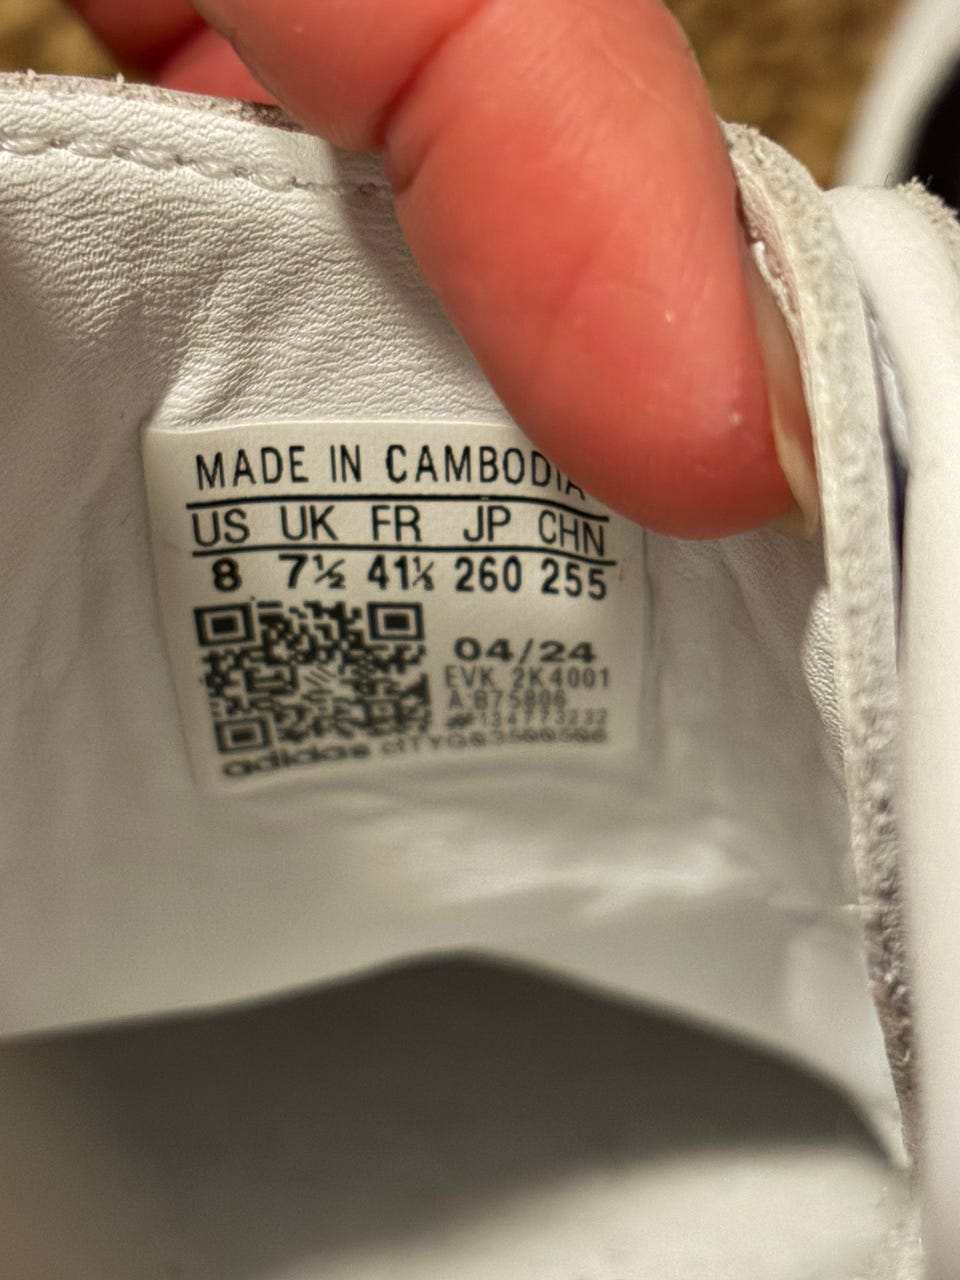 MADE IN CAMBODIA
US UK FR JP CHN
8 7½ 41⅓ 260 255
04/24
EVK 2K4001
adidas